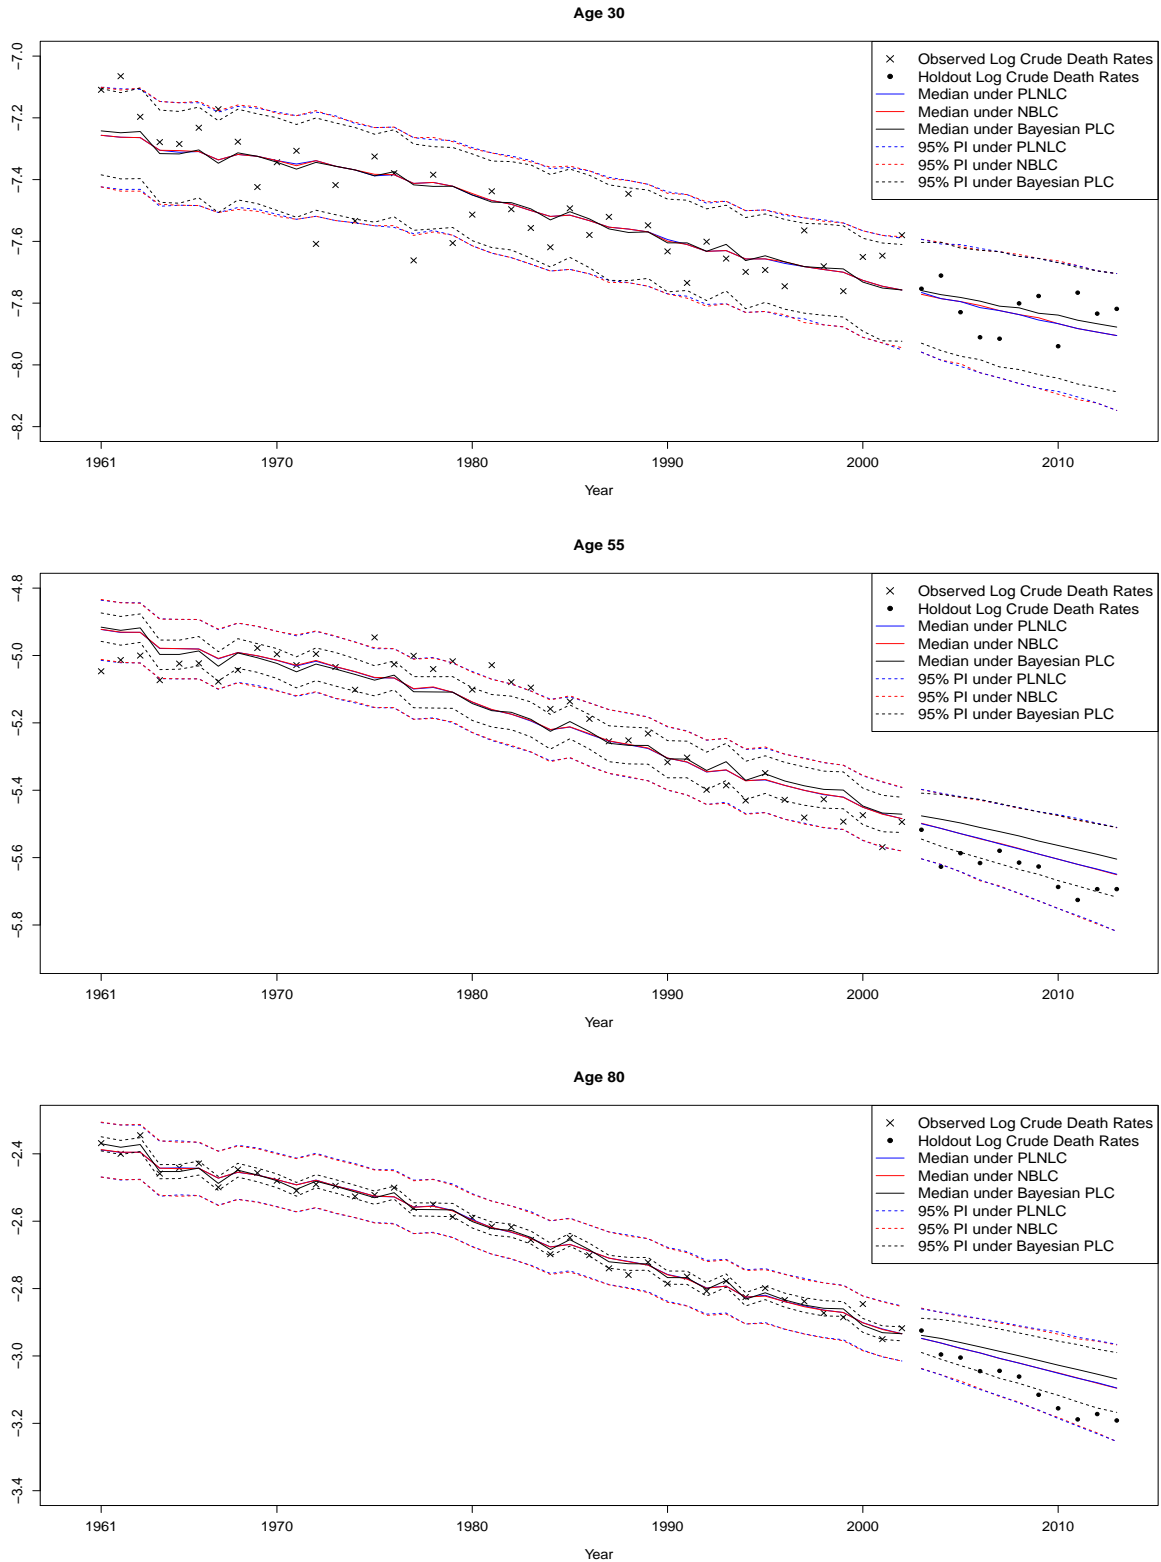 Age 30
−7.0
−7.2
−7.4
−7.6
−7.8
−8.0
−8.2
Observed Log Crude Death Rates
Holdout Log Crude Death Rates
Median under PLNLC
Median under NBLC
Median under Bayesian PLC
95% PI under PLNLC
95% PI under NBLC
95% PI under Bayesian PLC
1961 1970 1980 1990 2000 2010
Year
Age 55
−4.8
−5.0
−5.2
−5.4
−5.6
−5.8
Observed Log Crude Death Rates
Holdout Log Crude Death Rates
Median under PLNLC
Median under NBLC
Median under Bayesian PLC
95% PI under PLNLC
95% PI under NBLC
95% PI under Bayesian PLC
1961 1970 1980 1990 2000 2010
Year
Age 80
−2.4
−2.6
−2.8
−3.0
−3.2
−3.4
Observed Log Crude Death Rates
Holdout Log Crude Death Rates
Median under PLNLC
Median under NBLC
Median under Bayesian PLC
95% PI under PLNLC
95% PI under NBLC
95% PI under Bayesian PLC
1961 1970 1980 1990 2000 2010
Year